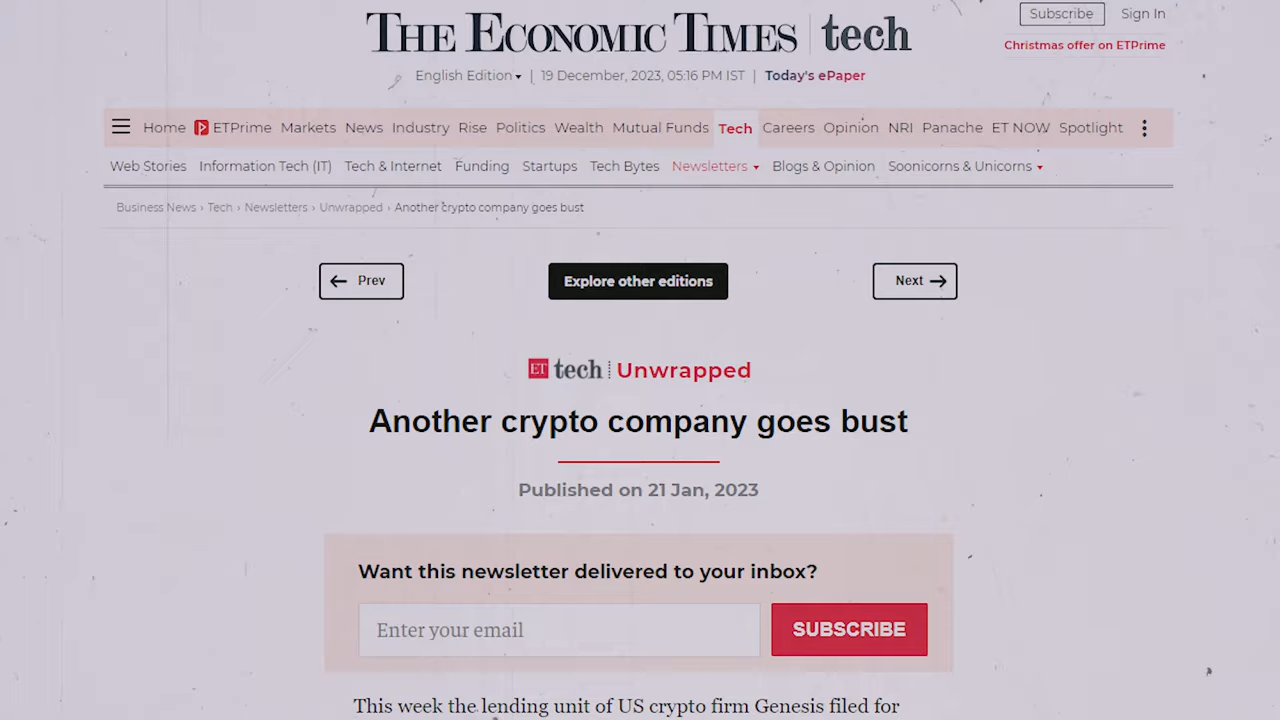 THE ECONOMIC TIMES | tech
Subscribe Sign In
Christmas offer on ETPrime
English Edition | 19 December, 2023, 05:16 PM IST | Today's ePaper
Home ETPrime Markets News Industry Rise Politics Wealth Mutual Funds Tech Careers Opinion NRI Panache ET NOW Spotlight
Web Stories Information Tech (IT) Tech & Internet Funding Startups Tech Bytes Newsletters Blogs & Opinion Soonicorns & Unicorns
Business News › Tech › Newsletters › Unwrapped › Another crypto company goes bust
Prev Explore other editions Next
ET tech Unwrapped
Another crypto company goes bust
Published on 21 Jan, 2023
Want this newsletter delivered to your inbox?
Enter your email SUBSCRIBE
This week the lending unit of US crypto firm Genesis filed for